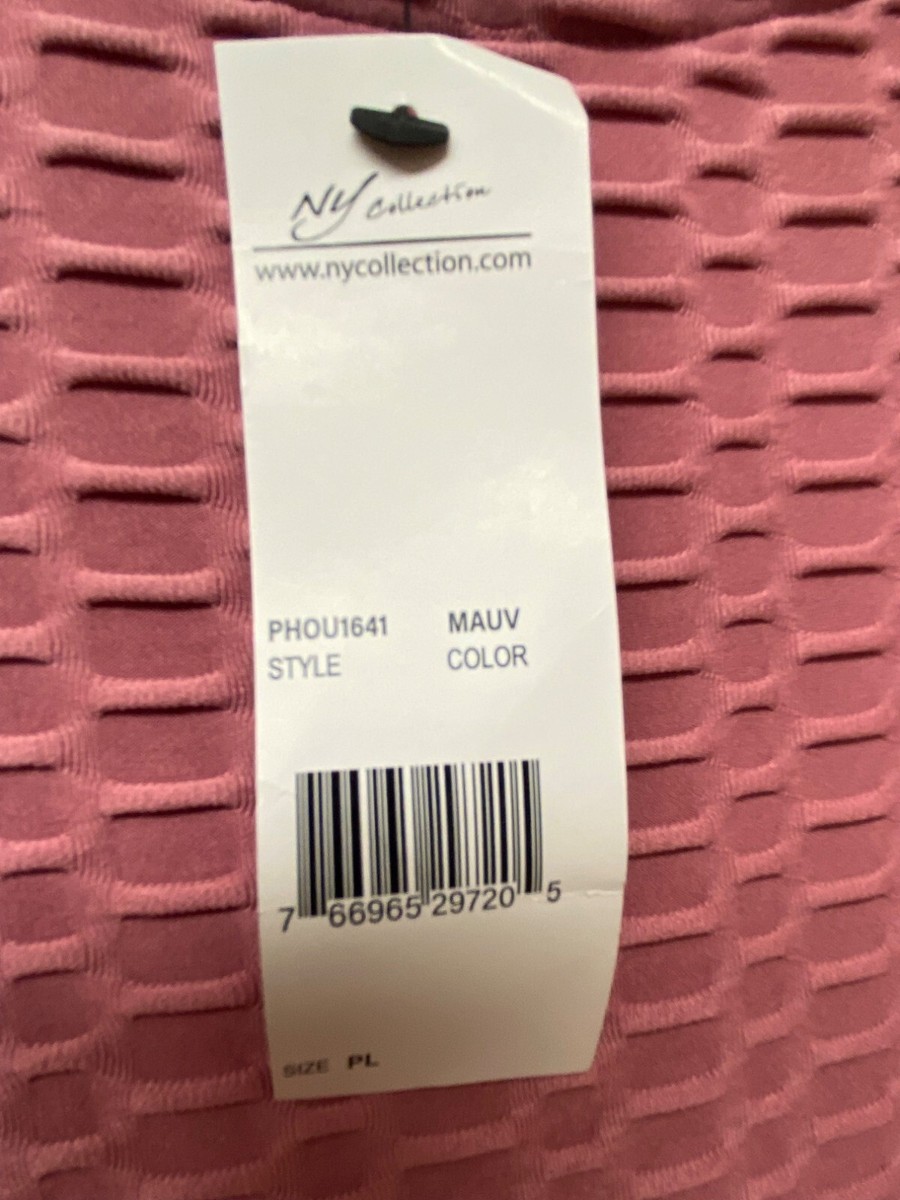 NY Collection
www.nycollection.com
PHOU1641 MAUV
STYLE COLOR
7 66965 29720 5
SIZE PL